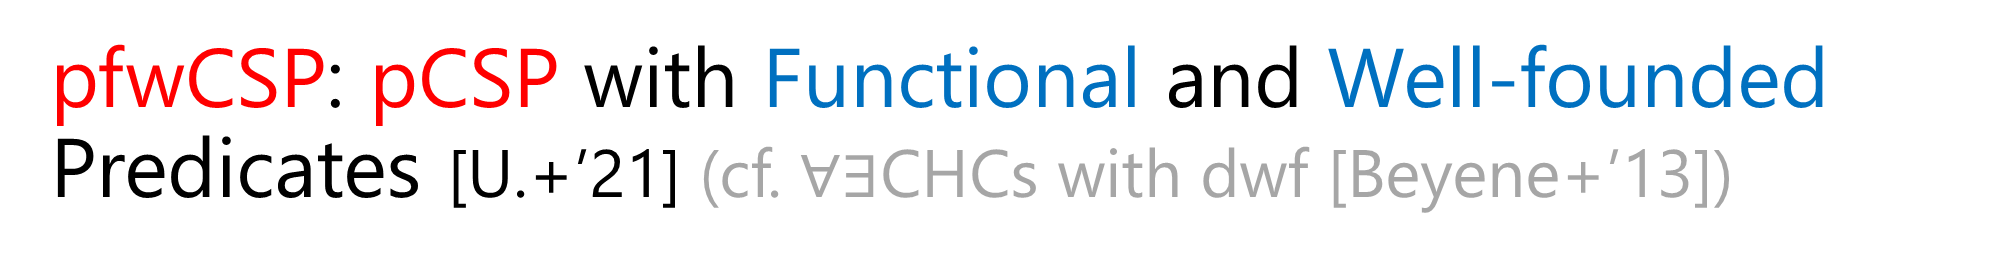 pfwCSP: pCSP with Functional and Well-founded
Predicates [U.+’21] (cf. ∀∃CHCs with dwf [Beyene+’13])